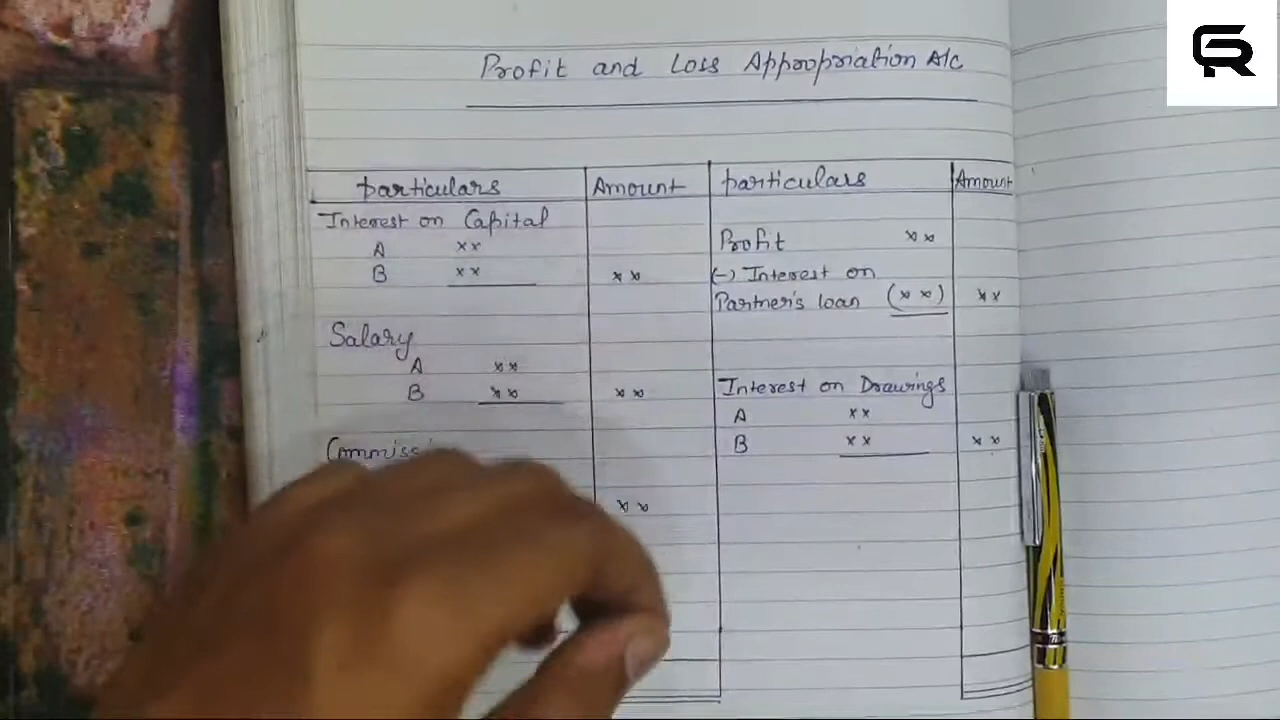 Profit and Loss Appropriation A/c
particulars Amount particulars Amount
Interest on Capital
A xx
B xx xx
Salary
A xx
B xx xx
xx
Profit xx
(-) Interest on
Partner's loan (xx) xx
Interest on Drawings
A xx
B xx xx